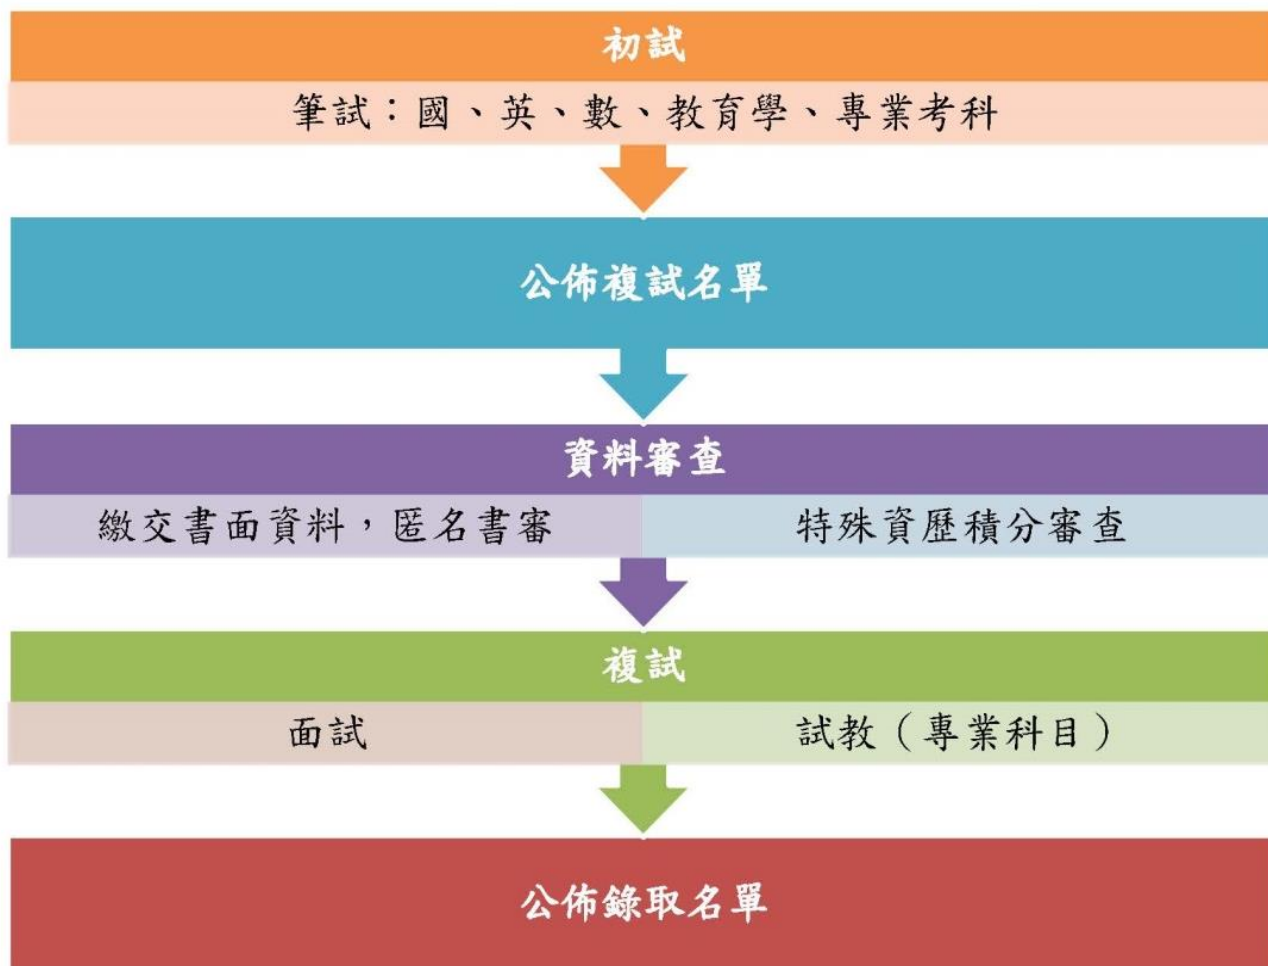 初試
筆試：國、英、數、教育學、專業考科
公佈複試名單
資料審查
繳交書面資料，匿名書審
特殊資歷積分審查
複試
面試
試教（專業科目）
公佈錄取名單